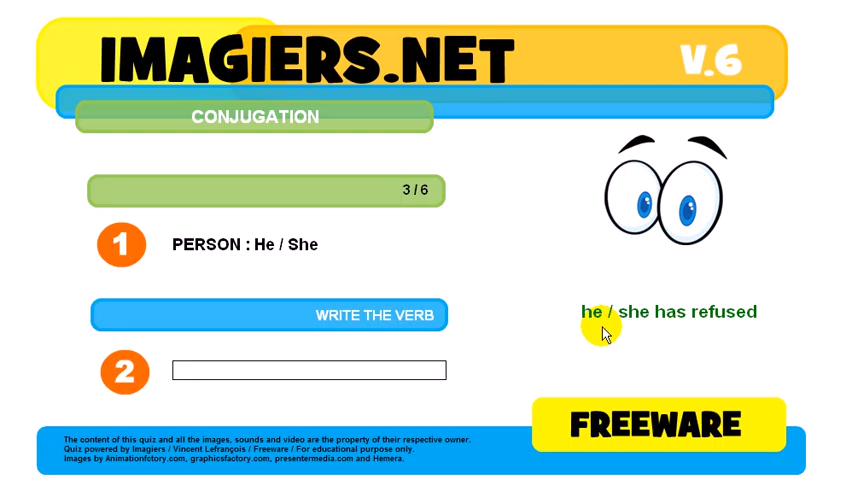 IMAGIERS.NET
V.6
CONJUGATION
3 / 6
1
PERSON : He / She
WRITE THE VERB
he / she has refused
2
FREEWARE
The content of this quiz and all the images, sounds and video are the property of their respective owner.
Quiz powered by Imagiers / Vincent Lefrançois / Freeware / For educational purpose only.
Images by Animationfctory.com, graphicsfactory.com, presentermedia.com and Hemera.